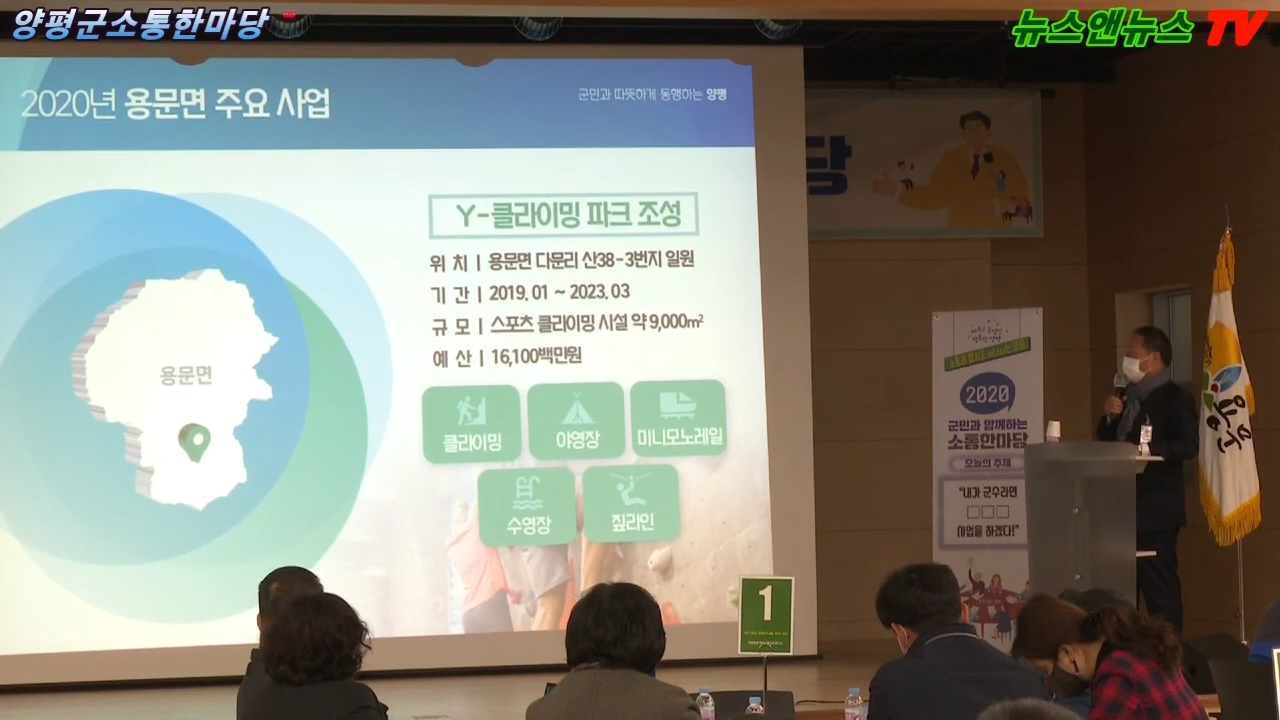 양평군소통한마당
뉴스앤뉴스 TV
2020년 용문면 주요 사업
군민과 따뜻하게 동행하는 양평
Y-클라이밍 파크 조성
위 치 | 용문면 다문리 산38-3번지 일원
기 간 | 2019. 01 ~ 2023. 03
규 모 | 스포츠 클라이밍 시설 약 9,000㎡
예 산 | 16,100백만원
용문면
클라이밍
야영장
미니모노레일
수영장
짚라인
당
2020
군민과 함께하는
소통한마당
오늘의 주제
"내가 군수라면
□□□
사업을 하겠다!"
1
용문